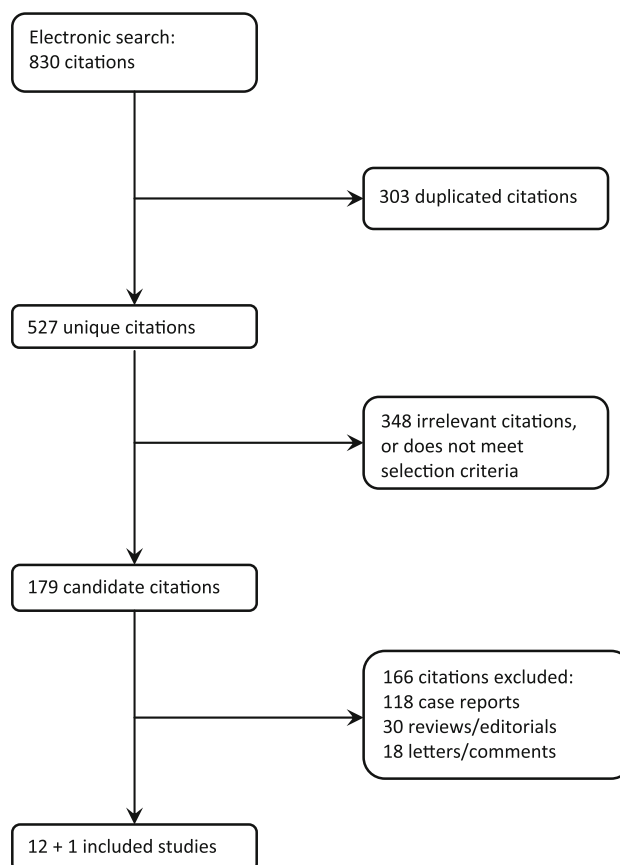 Electronic search:
830 citations
303 duplicated citations
527 unique citations
348 irrelevant citations,
or does not meet
selection criteria
179 candidate citations
166 citations excluded:
118 case reports
30 reviews/editorials
18 letters/comments
12 + 1 included studies